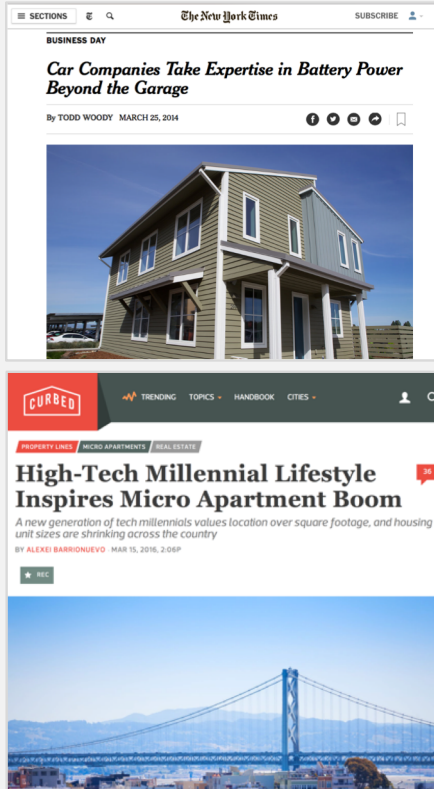 SECTIONS
The New York Times
SUBSCRIBE
BUSINESS DAY
Car Companies Take Expertise in Battery Power
Beyond the Garage
By TODD WOODY MARCH 25, 2014
CURBED
TRENDING TOPICS HANDBOOK CITIES
PROPERTY LINES MICRO APARTMENTS REAL ESTATE
High-Tech Millennial Lifestyle
Inspires Micro Apartment Boom
36
A new generation of tech millennials values location over square footage, and housing
unit sizes are shrinking across the country
BY ALEXEI BARRIONUEVO MAR 15, 2016, 2:06P
REC